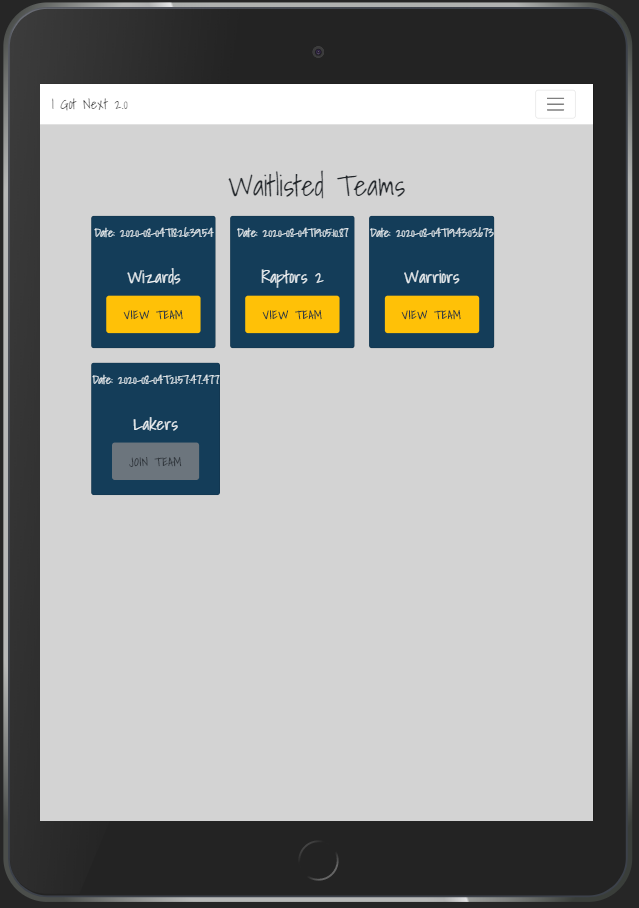 I Got Next 2.0
Waitlisted Teams
Date: 2020-08-04T18:26:39.54
Wizards
VIEW TEAM
Date: 2020-08-04T19:05:10.87
Raptors 2
VIEW TEAM
Date: 2020-08-04T19:43:03.673
Warriors
VIEW TEAM
Date: 2020-08-04T21:57:47.477
Lakers
JOIN TEAM